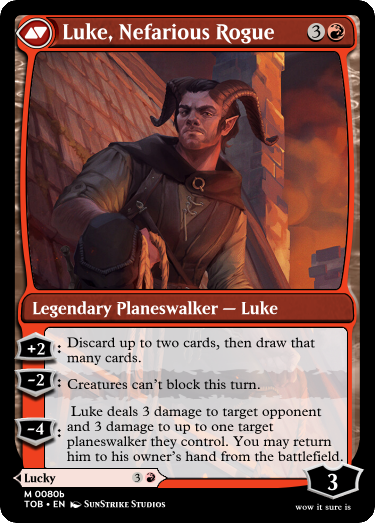 Luke, Nefarious Rogue 3
Legendary Planeswalker — Luke
+2: Discard up to two cards, then draw that
many cards.
-2: Creatures can't block this turn.
Luke deals 3 damage to target opponent
-4: and 3 damage to up to one target
planeswalker they control. You may return
him to his owner's hand from the battlefield.
Lucky 3
3
M 0080b
TOB • EN SunStrike Studios
wow it sure is